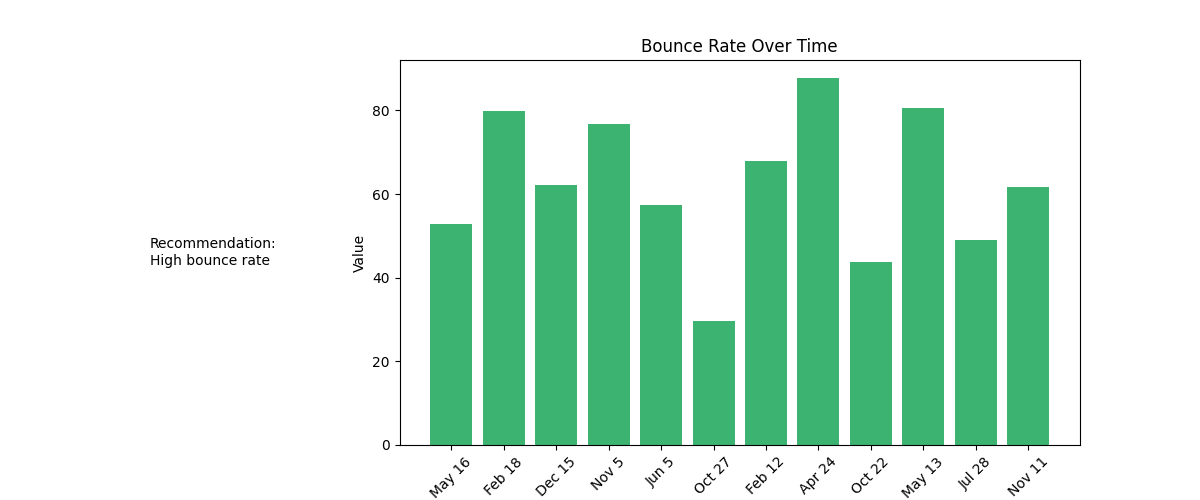 Bounce Rate Over Time
Recommendation:
High bounce rate
Value
80
60
40
20
0
May 16
Feb 18
Dec 15
Nov 5
Jun 5
Oct 27
Feb 12
Apr 24
Oct 22
May 13
Jul 28
Nov 11